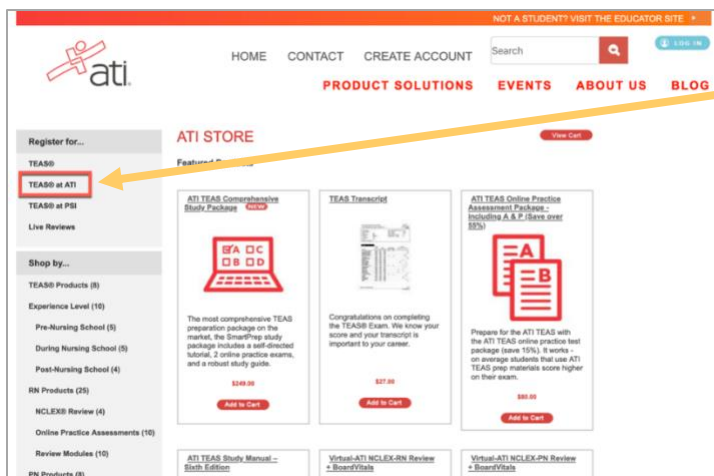 NOT A STUDENT? VISIT THE EDUCATOR SITE
ati
HOME CONTACT CREATE ACCOUNT
Search
LOG IN
PRODUCT SOLUTIONS EVENTS ABOUT US BLOG
Register for...
TEAS®
TEAS® at ATI
TEAS® at PSI
Live Reviews
Shop by...
TEAS® Products (8)
Experience Level (10)
Pre-Nursing School (5)
During Nursing School (5)
Post-Nursing School (4)
RN Products (25)
NCLEX® Review (4)
Online Practice Assessments (10)
Review Modules (10)
PN Products (8)
ATI STORE
View Cart
Featured
ATI TEAS Comprehensive
Study Package NEW
A C
B D
The most comprehensive TEAS
preparation package on the
market, the SmartPrep study
package includes a self-directed
tutorial, 2 online practice exams,
and a robust study guide.
$249.00
Add to Cart
TEAS Transcript
Congratulations on completing
the TEAS® Exam. We know your
score and your transcript is
important to your career.
$27.00
Add to Cart
ATI TEAS Online Practice
Assessment Package -
Including A & P (Save over
55%)
A
B
Prepare for the ATI TEAS with
the ATI TEAS online practice test
package (save 15%). It works -
on average students that use ATI
TEAS prep materials score higher
on their exam.
Add to Cart
ATI TEAS Study Manual –
Sixth Edition
Virtual-ATI NCLEX-RN Review
+ BoardVitals
Virtual-ATI NCLEX-PN Review
+ BoardVitals